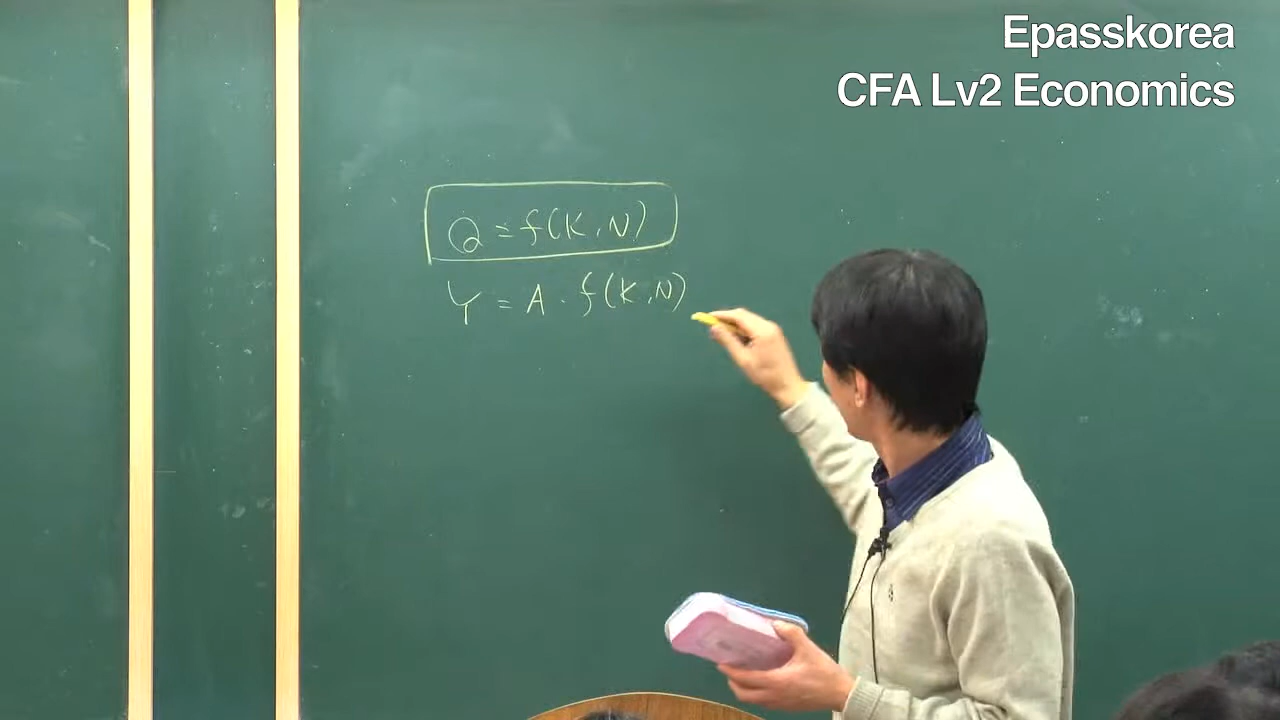 Epasskorea
CFA Lv2 Economics
Q = f(K, N)
Y = A · f(K, N)